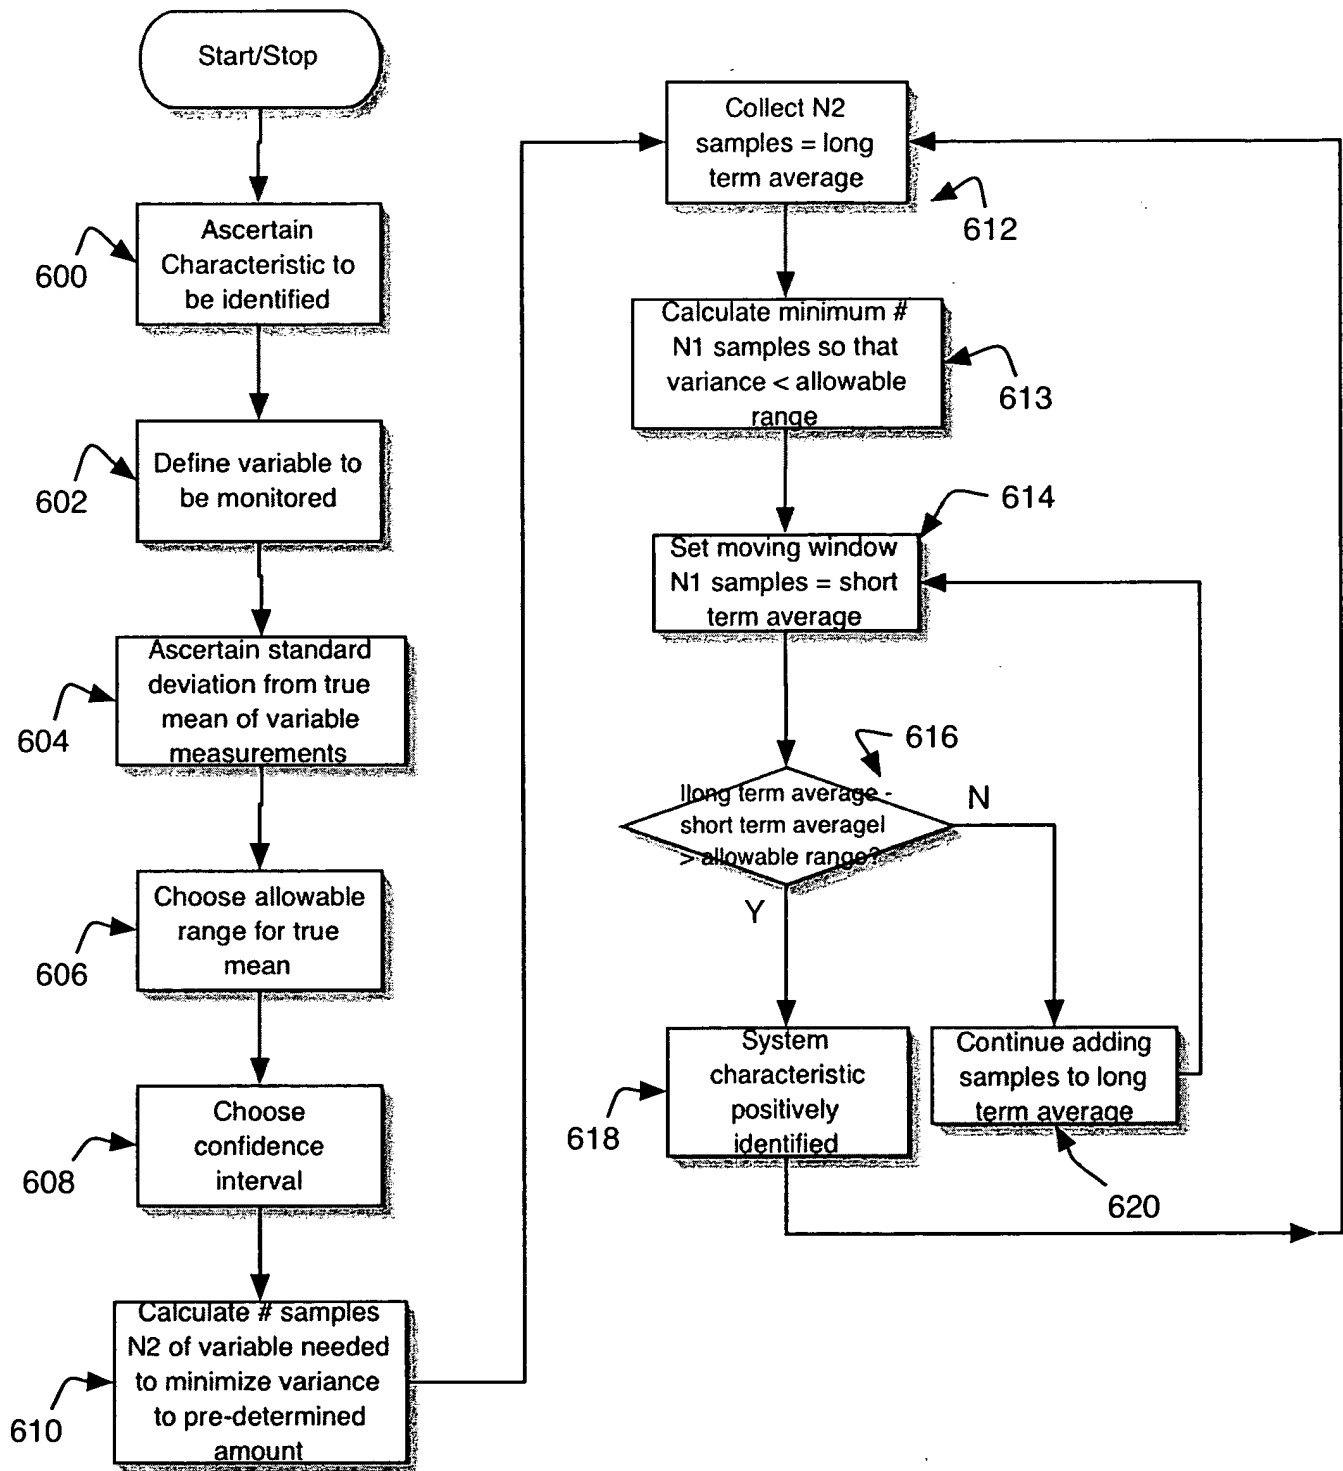 Start/Stop
600
Ascertain
Characteristic to
be identified
602
Define variable to
be monitored
604
Ascertain standard
deviation from true
mean of variable
measurements
606
Choose allowable
range for true
mean
608
Choose
confidence
interval
610
Calculate # samples
N2 of variable needed
to minimize variance
to pre-determined
amount
Collect N2
samples = long
term average
612
Calculate minimum #
N1 samples so that
variance < allowable
range
613
614
Set moving window
N1 samples = short
term average
616
|long term average -
short term average|
> allowable range?
N
Y
618
System
characteristic
positively
identified
Continue adding
samples to long
term average
620